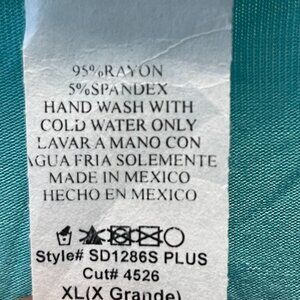 95%RAYON
5%SPANDEX
HAND WASH WITH
COLD WATER ONLY
LAVAR A MANO CON
AGUA FRIA SOLEMENTE
MADE IN MEXICO
HECHO EN MEXICO
Style# SD1286S PLUS
Cut# 4526
XL(X Grande)